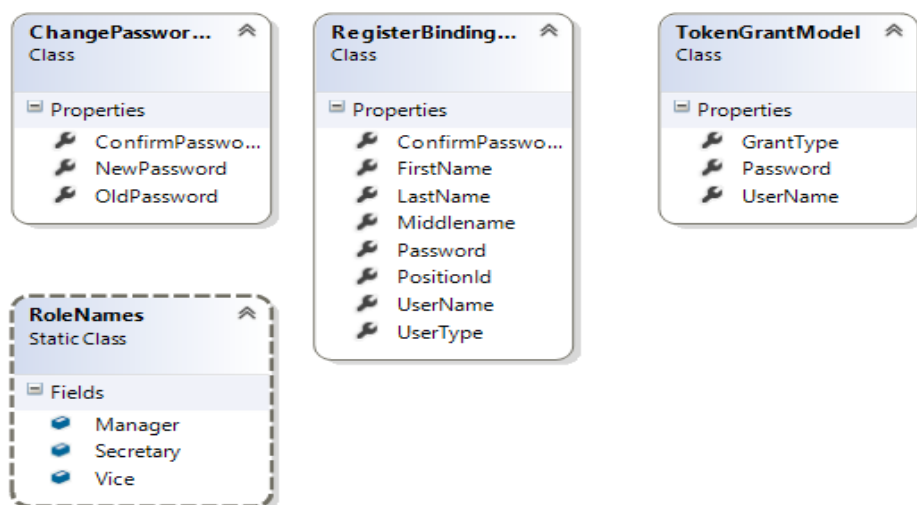 ChangePasswor...
Class
Properties
ConfirmPasswo...
NewPassword
OldPassword
RegisterBinding...
Class
Properties
ConfirmPasswo...
FirstName
LastName
Middlename
Password
PositionId
UserName
UserType
TokenGrantModel
Class
Properties
GrantType
Password
UserName
RoleNames
Static Class
Fields
Manager
Secretary
Vice